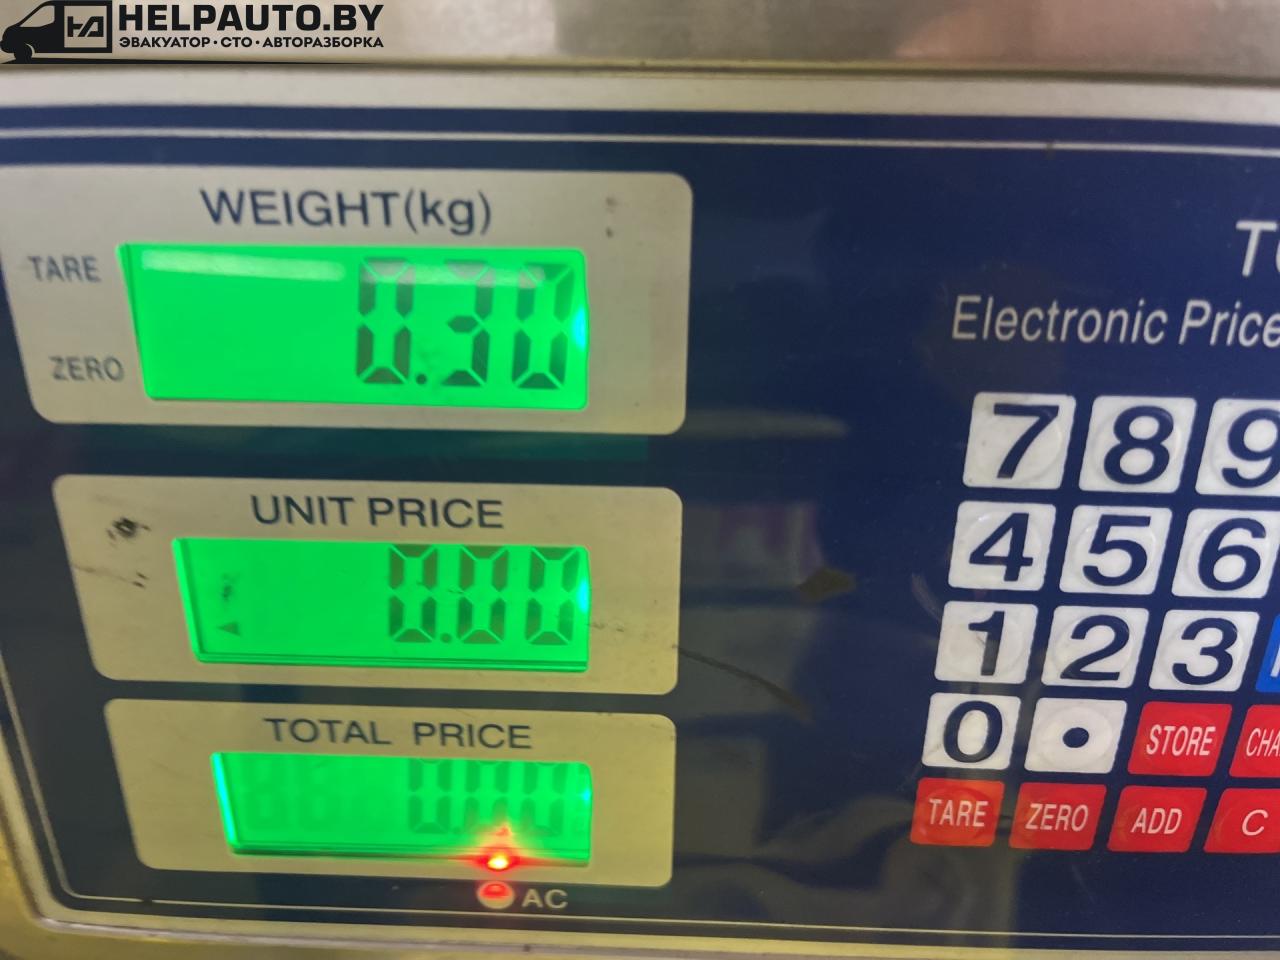 HELPAUTO.BY
ЭВАКУАТОР·СТО·АВТОРАЗБОРКА
WEIGHT(kg)
TARE
0.30
ZERO
Electronic Price
UNIT PRICE
0.00
TOTAL PRICE
0.00
AC
7 8 9
4 5 6
1 2 3
0 •
STORE
TARE ZERO ADD C